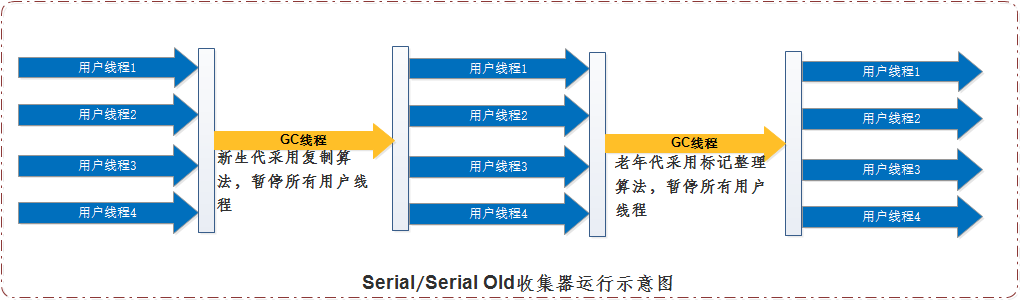 用户线程1
用户线程2
用户线程3
用户线程4
GC线程
新生代采用复制算
法，暂停所有用户线
程
用户线程1
用户线程2
用户线程3
用户线程4
GC线程
老年代采用标记整理
算法，暂停所有用户
线程
用户线程1
用户线程2
用户线程3
用户线程4
Serial/Serial Old收集器运行示意图